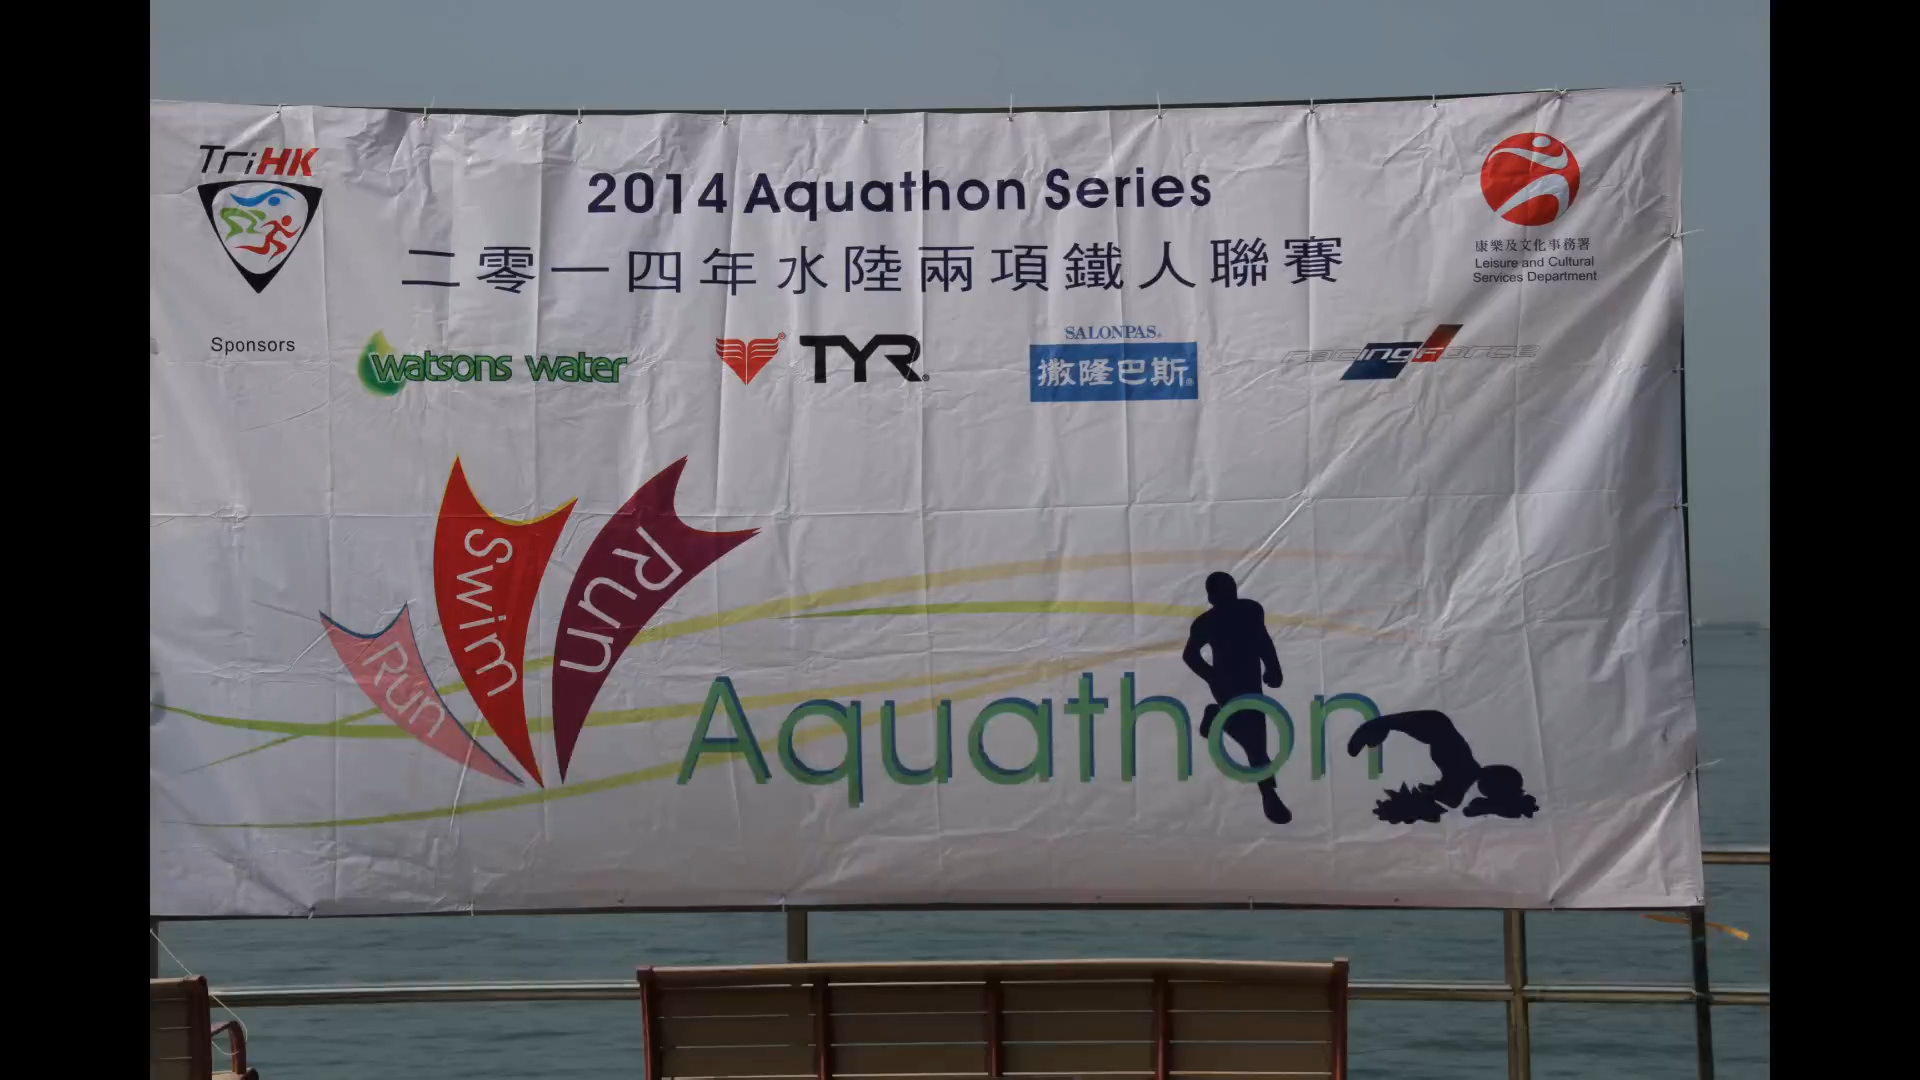 TriHK
2014 Aquathon Series
二零一四年水陸兩項鐵人聯賽
康樂及文化事務署
Leisure and Cultural
Services Department
Sponsors
watsons water
TYR
SALONPAS
撒隆巴斯
racingforce
Run
Swim
Run
Aquathon